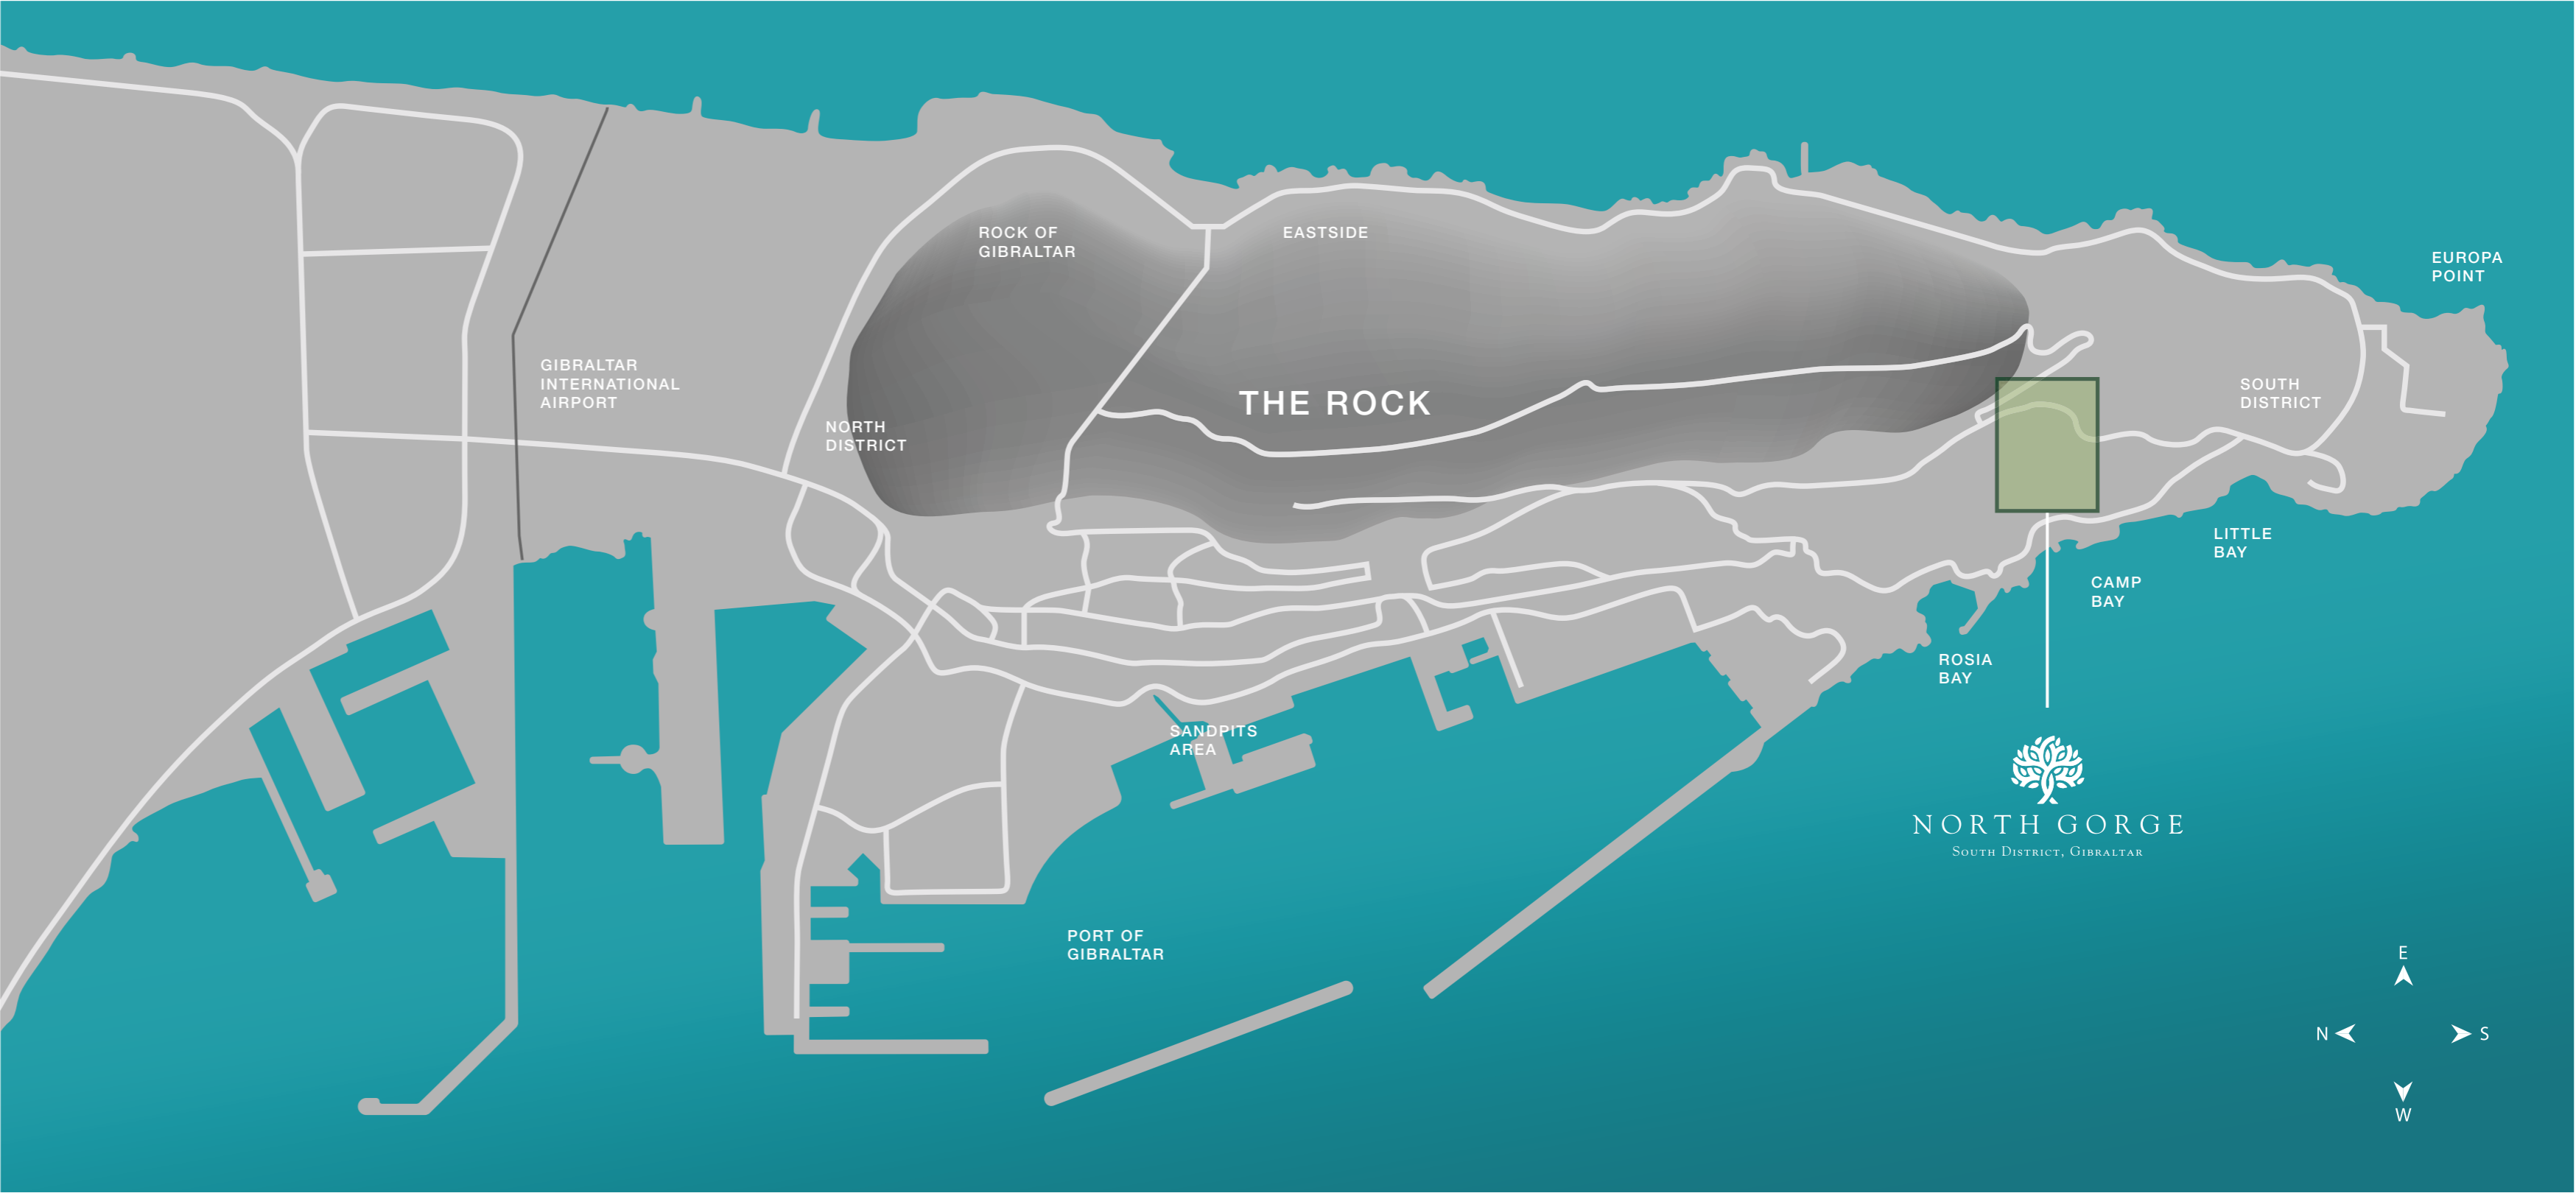 ROCK OF
GIBRALTAR
EASTSIDE
EUROPA
POINT
GIBRALTAR
INTERNATIONAL
AIRPORT
NORTH
DISTRICT
THE ROCK
SOUTH
DISTRICT
LITTLE
BAY
CAMP
BAY
ROSIA
BAY
SANDPITS
AREA
NORTH GORGE
SOUTH DISTRICT, GIBRALTAR
PORT OF
GIBRALTAR
E
N
S
W